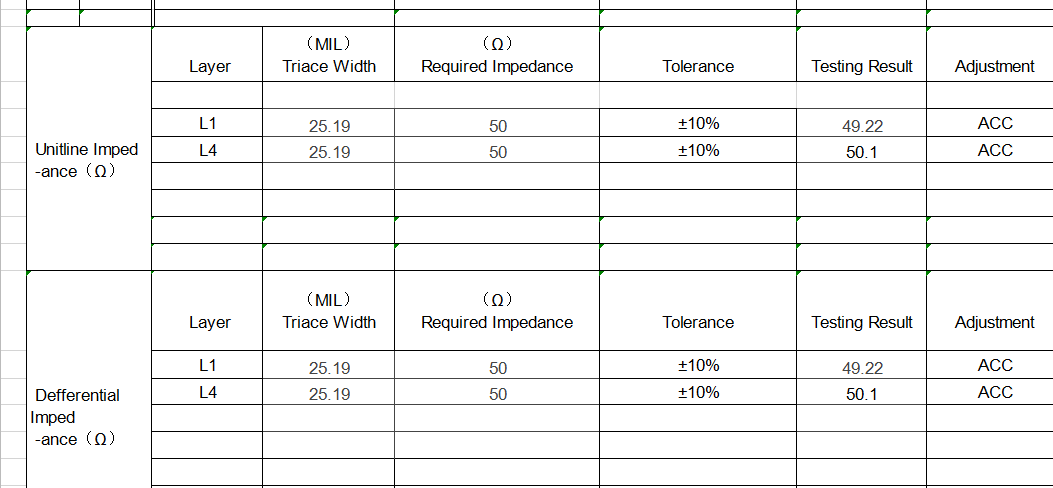 （MIL） （Ω）
Layer Triace Width Required Impedance Tolerance Testing Result Adjustment
L1 25.19 50 ±10% 49.22 ACC
Unitline Imped L4 25.19 50 ±10% 50.1 ACC
-ance（Ω）
（MIL） （Ω）
Layer Triace Width Required Impedance Tolerance Testing Result Adjustment
L1 25.19 50 ±10% 49.22 ACC
Defferential L4 25.19 50 ±10% 50.1 ACC
Imped
-ance（Ω）